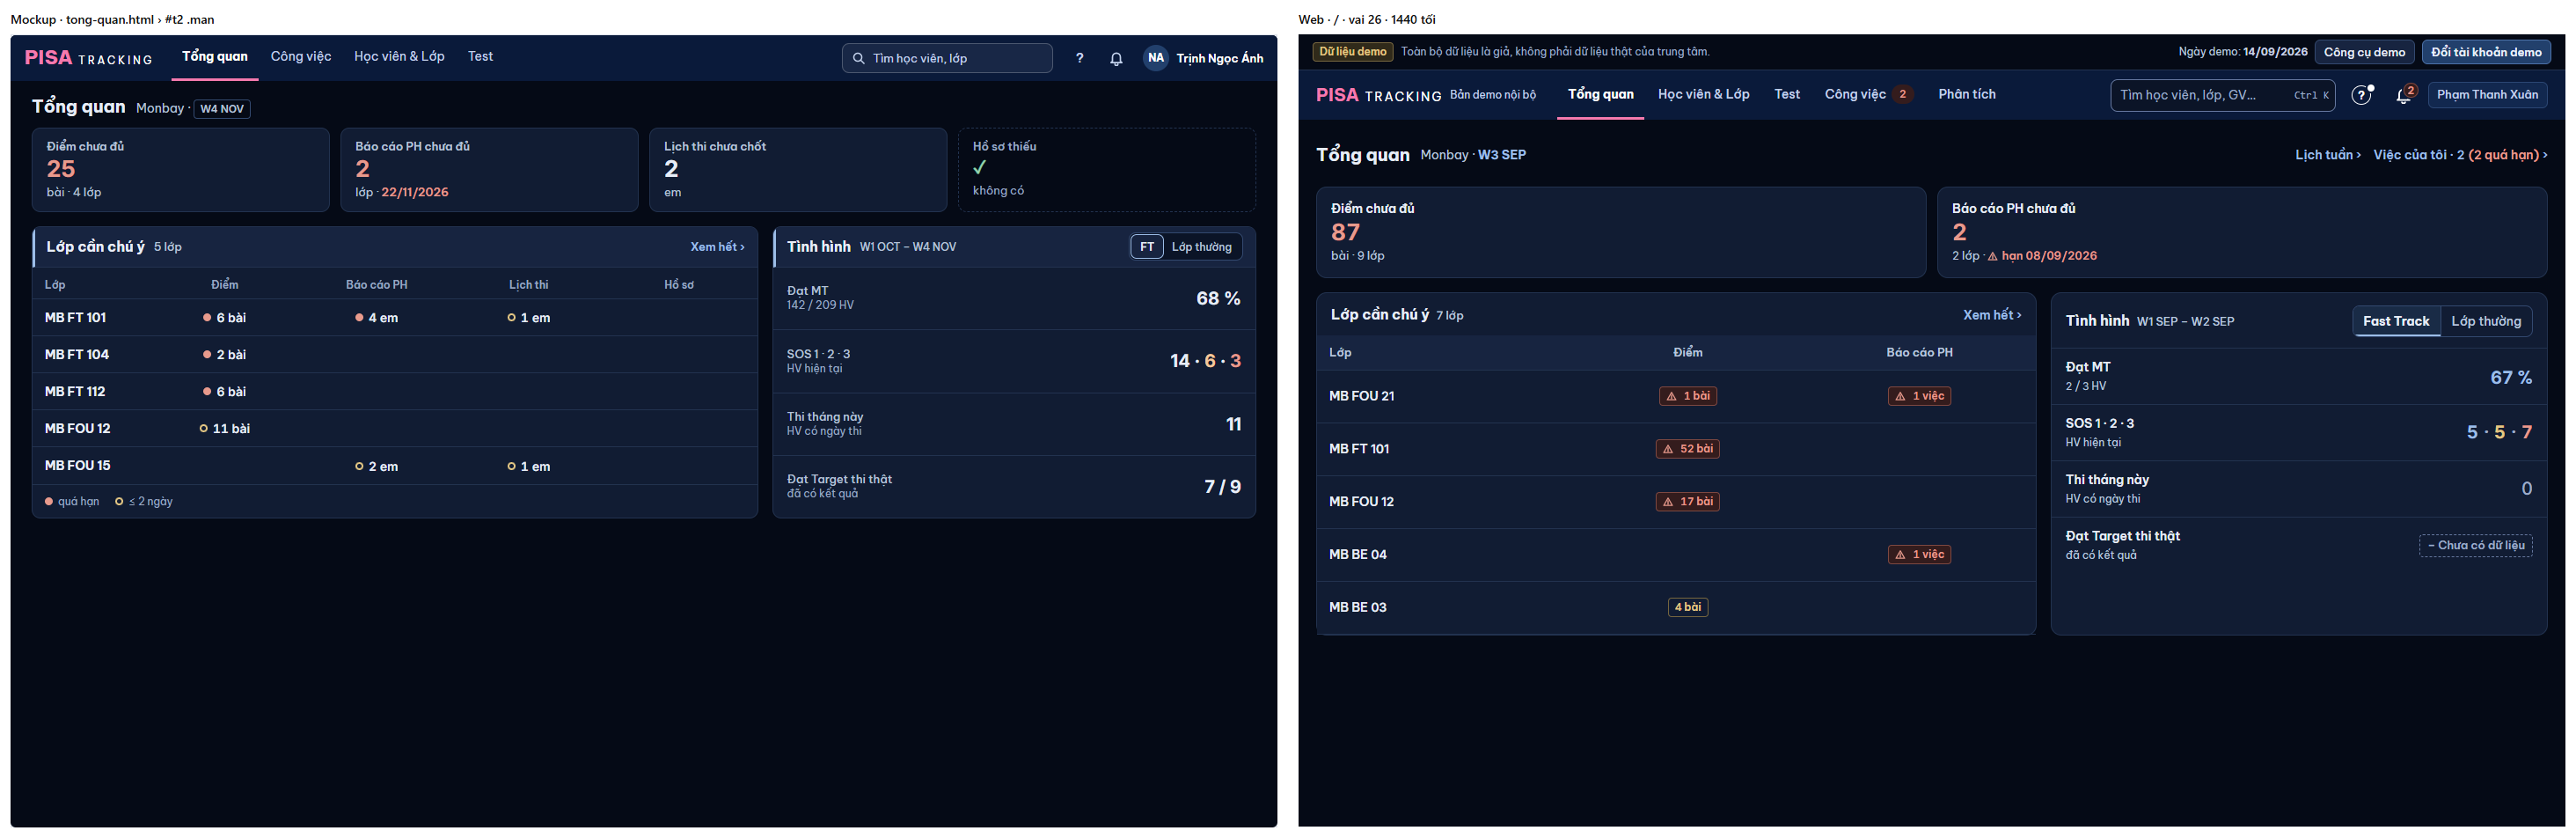 Mockup · tong-quan.html › #t2 .man
PISA TRACKING Tổng quan Công việc Học viên & Lớp Test Tìm học viên, lớp ? NA Trịnh Ngọc Ánh
Tổng quan Monbay · W4 NOV
Điểm chưa đủ
25
bài · 4 lớp
Báo cáo PH chưa đủ
2
lớp · 22/11/2026
Lịch thi chưa chốt
2
em
Hồ sơ thiếu
✓
không có
Lớp cần chú ý 5 lớp Xem hết ›
Lớp Điểm Báo cáo PH Lịch thi Hồ sơ
MB FT 101 6 bài 4 em 1 em
MB FT 104 2 bài
MB FT 112 6 bài
MB FOU 12 11 bài
MB FOU 15 2 em 1 em
quá hạn ≤ 2 ngày
Tình hình W1 OCT – W4 NOV FT Lớp thường
Đạt MT
142 / 209 HV
68 %
SOS 1 · 2 · 3
HV hiện tại
14 · 6 · 3
Thi tháng này
HV có ngày thi
11
Đạt Target thi thật
đã có kết quả
7 / 9
Web · / · vai 26 · 1440 tối
Dữ liệu demo Toàn bộ dữ liệu là giả, không phải dữ liệu thật của trung tâm. Ngày demo: 14/09/2026 Công cụ demo Đổi tài khoản demo
PISA TRACKING Bản demo nội bộ Tổng quan Học viên & Lớp Test Công việc 2 Phân tích Tìm học viên, lớp, GV... Ctrl K ? 2 Phạm Thanh Xuân
Tổng quan Monbay · W3 SEP Lịch tuần › Việc của tôi · 2 (2 quá hạn) ›
Điểm chưa đủ
87
bài · 9 lớp
Báo cáo PH chưa đủ
2
2 lớp · ⚠ hạn 08/09/2026
Lớp cần chú ý 7 lớp Xem hết ›
Lớp Điểm Báo cáo PH
MB FOU 21 ⚠ 1 bài ⚠ 1 việc
MB FT 101 ⚠ 52 bài
MB FOU 12 ⚠ 17 bài
MB BE 04 ⚠ 1 việc
MB BE 03 4 bài
Tình hình W1 SEP – W2 SEP Fast Track Lớp thường
Đạt MT
2 / 3 HV
67 %
SOS 1 · 2 · 3
HV hiện tại
5 · 5 · 7
Thi tháng này
HV có ngày thi
0
Đạt Target thi thật
đã có kết quả
– Chưa có dữ liệu